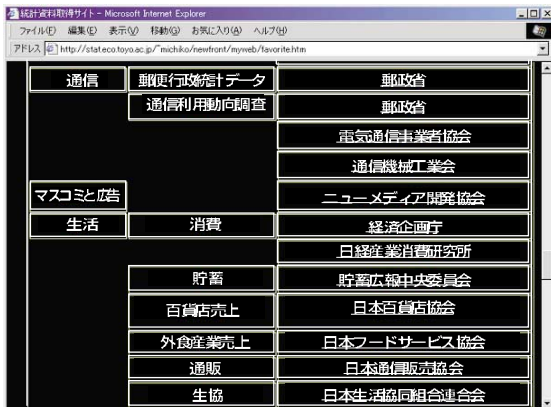 統計資料取得サイト - Microsoft Internet Explorer
ファイル(F) 編集(E) 表示(V) 移動(G) お気に入り(A) ヘルプ(H)
アドレス http://stat.eco.toyo.ac.jp/~michiko/newfront/myweb/favorite.htm
通信 郵便行政統計データ 郵政省
通信利用動向調査 郵政省
電気通信事業者協会
通信機械工業会
マスコミと広告 ニューメディア開発協会
生活 消費 経済企画庁
日経産業消費研究所
貯蓄 貯蓄広報中央委員会
百貨店売上 日本百貨店協会
外食産業売上 日本フードサービス協会
通販 日本通信販売協会
生協 日本生活協同組合連合会